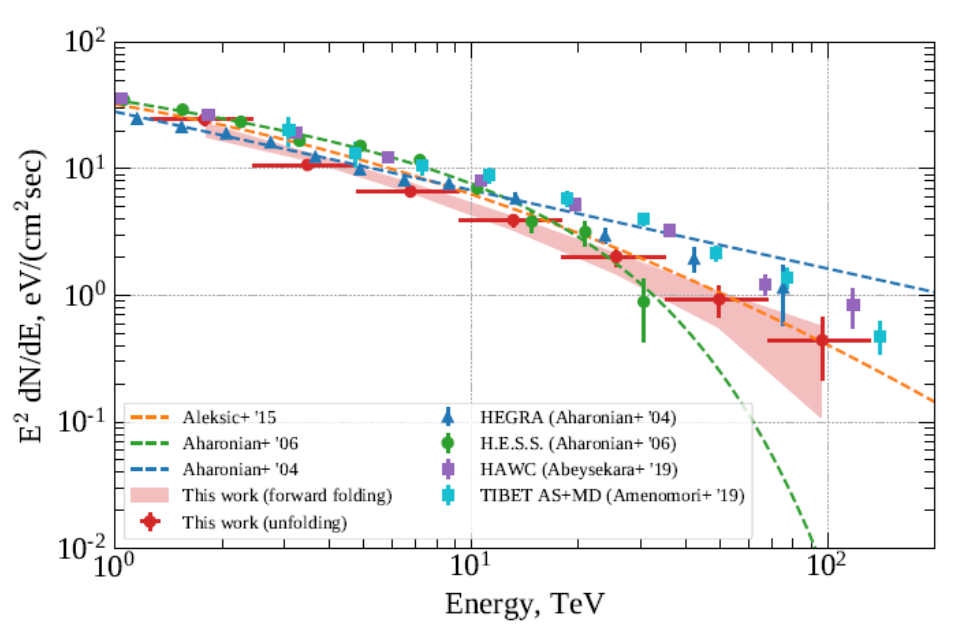 10²
10¹
10⁰
10⁻¹
10⁻²
E² dN/dE, eV/(cm²sec)
Aleksic+ '15
Aharonian+ '06
Aharonian+ '04
This work (forward folding)
This work (unfolding)
HEGRA (Aharonian+ '04)
H.E.S.S. (Aharonian+ '06)
HAWC (Abeysekara+ '19)
TIBET AS+MD (Amenomori+ '19)
10⁰
10¹
10²
Energy, TeV